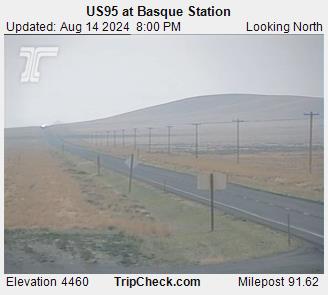 US95 at Basque Station
Updated: Aug 14 2024 8:00 PM Looking North
Elevation 4460 TripCheck.com Milepost 91.62